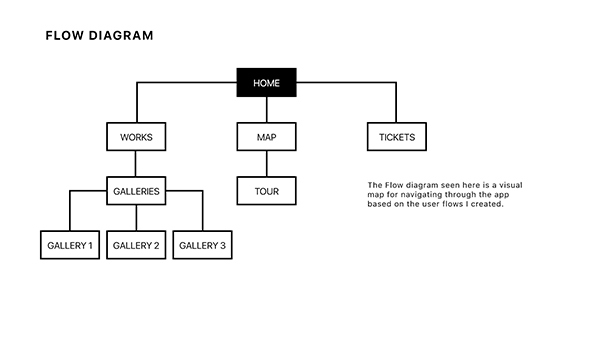 FLOW DIAGRAM
HOME
WORKS
MAP
TICKETS
GALLERIES
TOUR
The Flow diagram seen here is a visual
map for navigating through the app
based on the user flows I created.
GALLERY 1
GALLERY 2
GALLERY 3